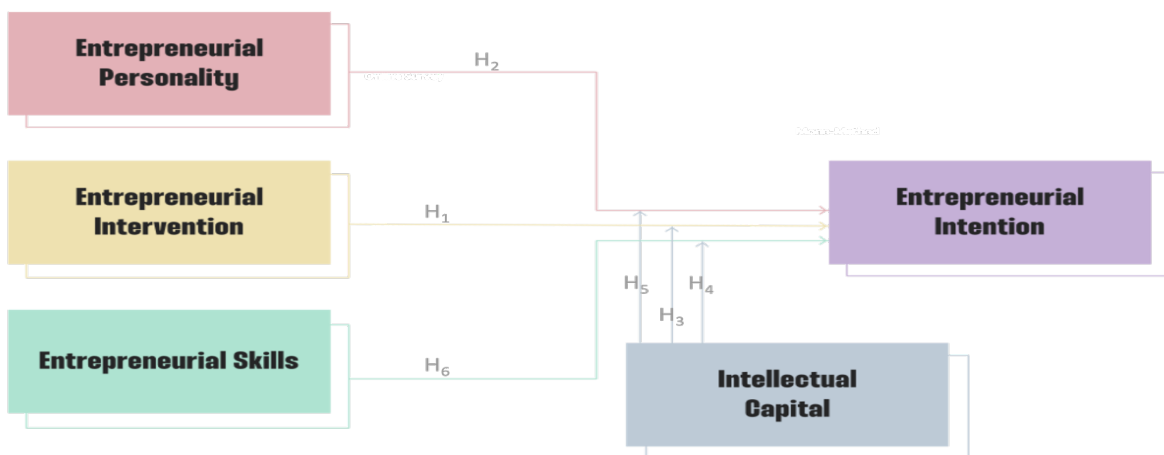 Entrepreneurial
Personality
H₂
Entrepreneurial
Intervention
H₁
Entrepreneurial
Intention
H₅
H₄
H₃
Entrepreneurial Skills
H₆
Intellectual
Capital